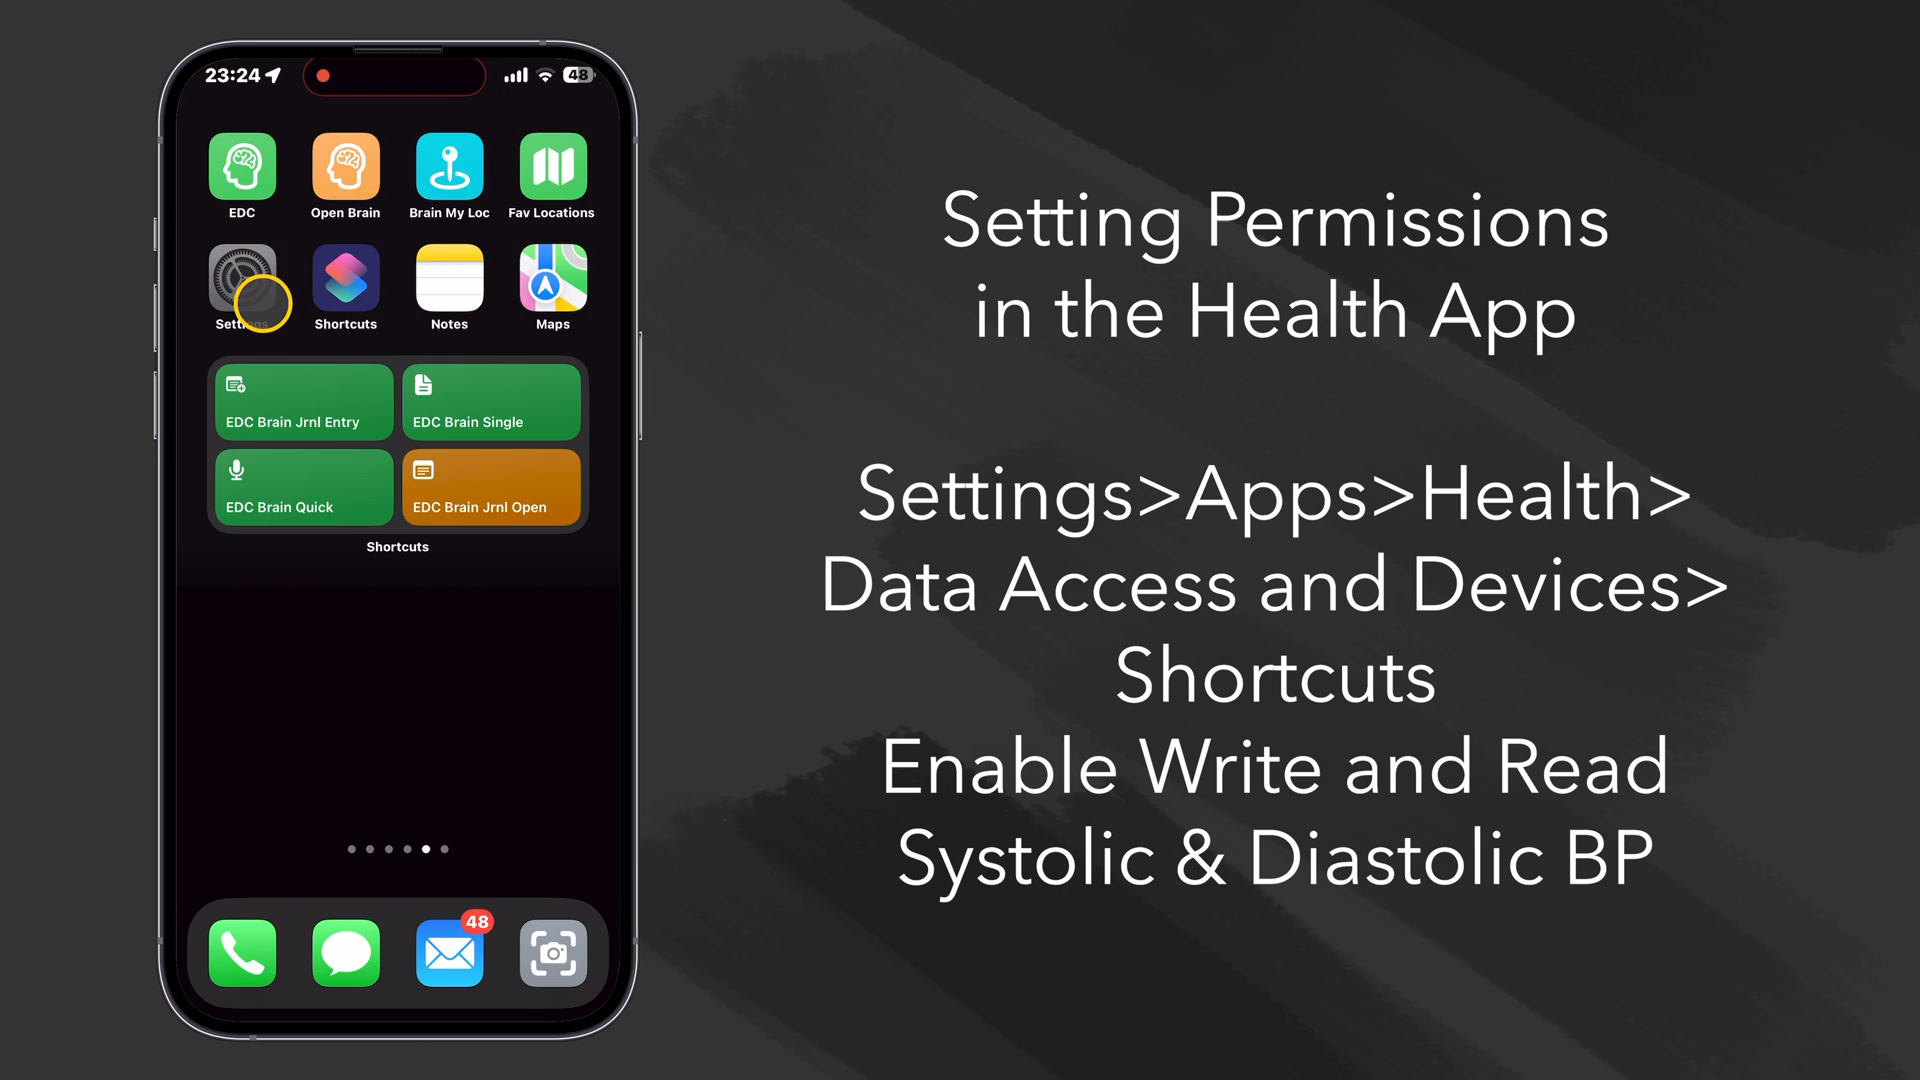 23:24
48
EDC
Open Brain
Brain My Loc
Fav Locations
Settings
Shortcuts
Notes
Maps
EDC Brain Jrnl Entry
EDC Brain Single
EDC Brain Quick
EDC Brain Jrnl Open
Shortcuts
48
Setting Permissions
in the Health App
Settings>Apps>Health>
Data Access and Devices>
Shortcuts
Enable Write and Read
Systolic & Diastolic BP